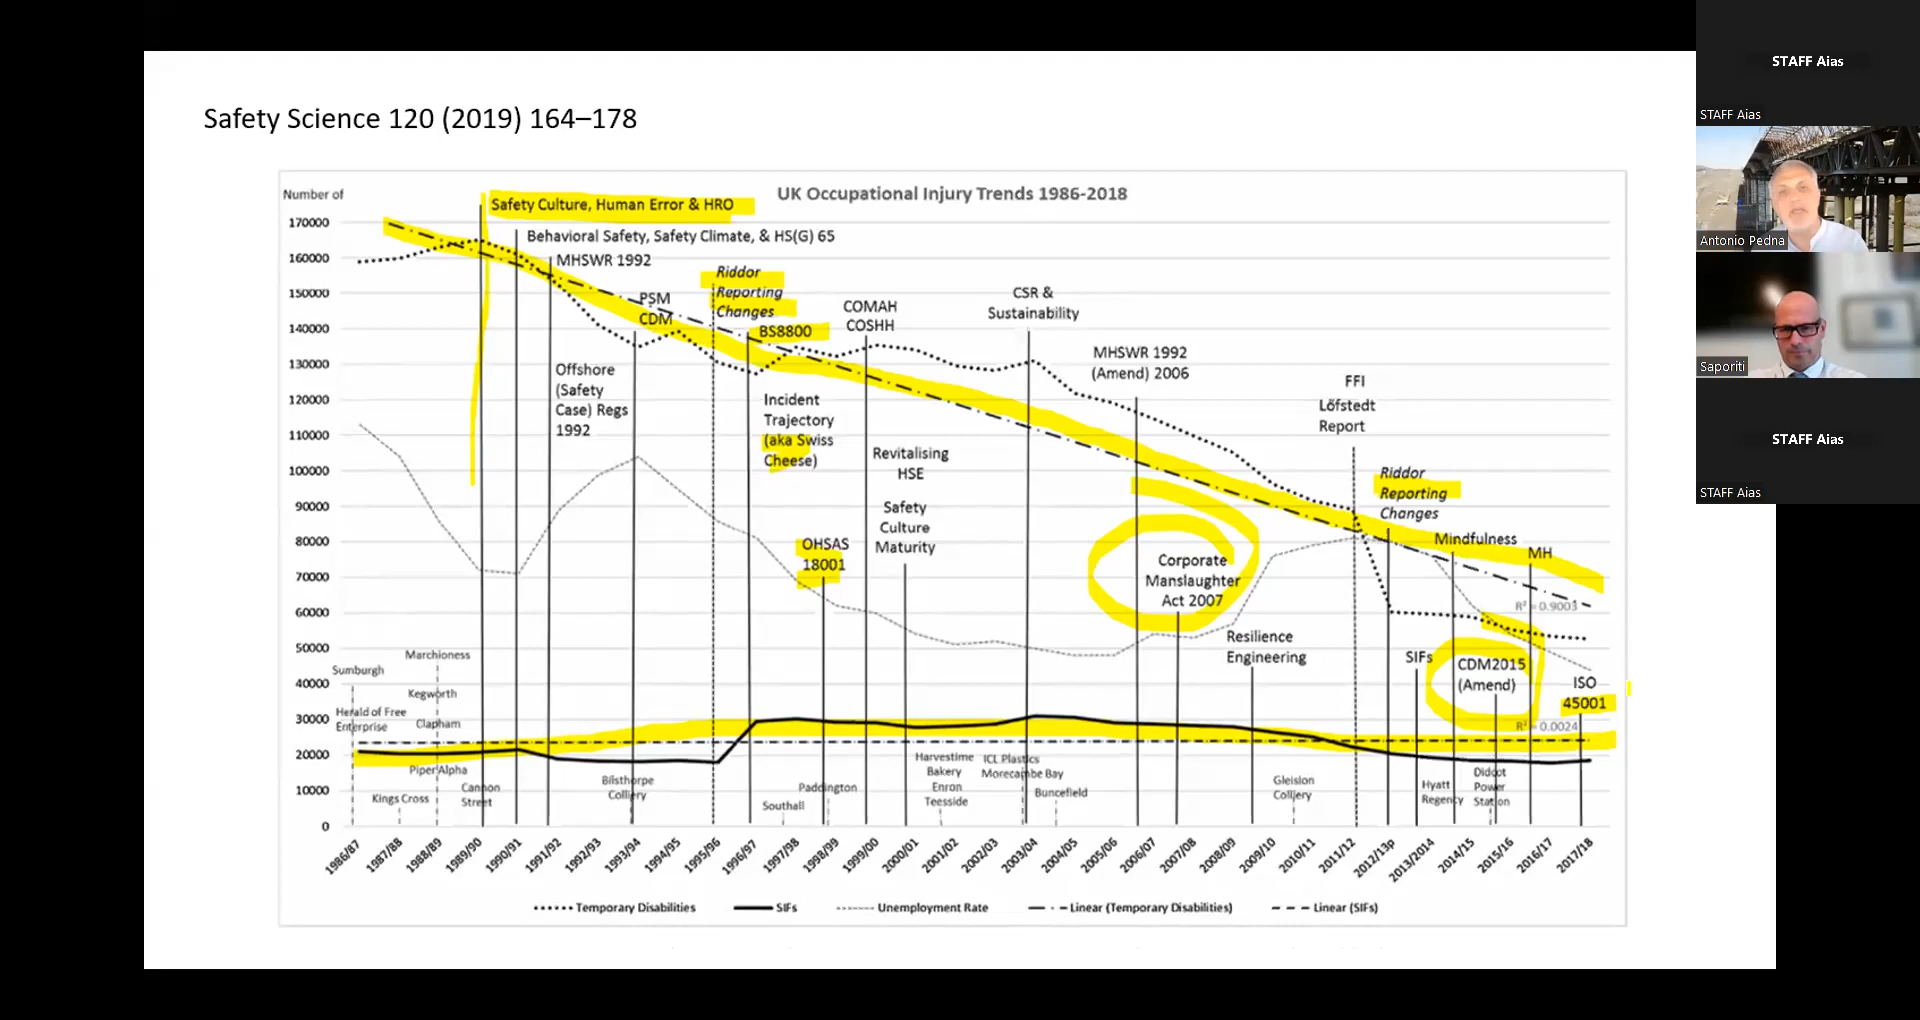 Safety Science 120 (2019) 164–178
Number of
UK Occupational Injury Trends 1986-2018
170000
160000
150000
140000
130000
120000
110000
100000
90000
80000
70000
60000
50000
40000
30000
20000
10000
0
Safety Culture, Human Error & HRO
Behavioral Safety, Safety Climate, & HS(G) 65
MHSWR 1992
PSM
CDM
Offshore
(Safety
Case) Regs
1992
Riddor
Reporting
Changes
BS8800
Incident
Trajectory
(aka Swiss
Cheese)
OHSAS
18001
COMAH
COSHH
Revitalising
HSE
Safety
Culture
Maturity
CSR &
Sustainability
MHSWR 1992
(Amend) 2006
Corporate
Manslaughter
Act 2007
Resilience
Engineering
FFI
Lőfstedt
Report
Riddor
Reporting
Changes
Mindfulness
MH
R² = 0.9003
SIFs
CDM2015
(Amend)
ISO
45001
R² = 0.0024
Sumburgh
Herald of Free
Enterprise
Marchioness
Kegworth
Clapham
Piper Alpha
Kings Cross
Cannon
Street
Bilsthorpe
Colliery
Southall
Paddington
Harvestime
Bakery
Enron
Teesside
ICL Plastics
Morecambe Bay
Buncefield
Gleision
Colliery
Hyatt
Regency
Didcot
Power
Station
1986/87
1987/88
1988/89
1989/90
1990/91
1991/92
1992/93
1993/94
1994/95
1995/96
1996/97
1997/98
1998/99
1999/00
2000/01
2001/02
2002/03
2003/04
2004/05
2005/06
2006/07
2007/08
2008/09
2009/10
2010/11
2011/12
2012/13p
2013/2014
2014/15
2015/16
2016/17
2017/18
Temporary Disabilities
SIFs
Unemployment Rate
Linear (Temporary Disabilities)
Linear (SIFs)
STAFF Aias
STAFF Aias
Antonio Pedna
Saporiti
STAFF Aias
STAFF Aias